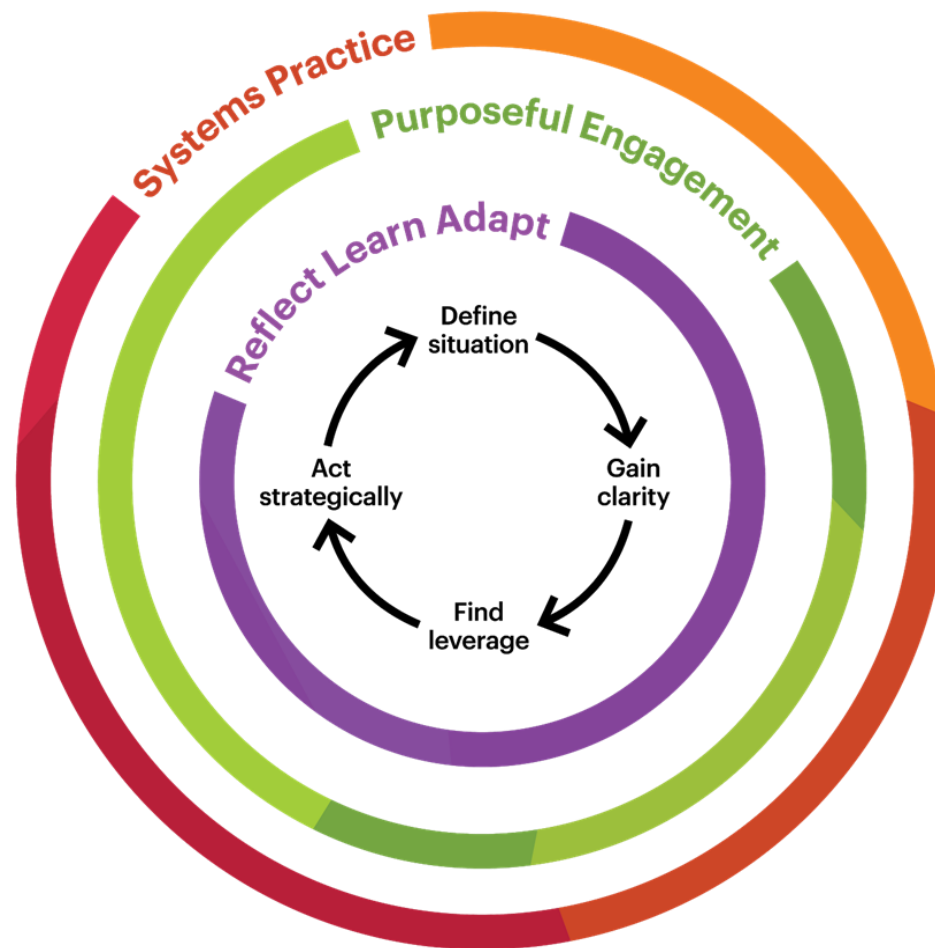 Systems Practice
Purposeful Engagement
Reflect Learn Adapt
Define
situation
Gain
clarity
Find
leverage
Act
strategically